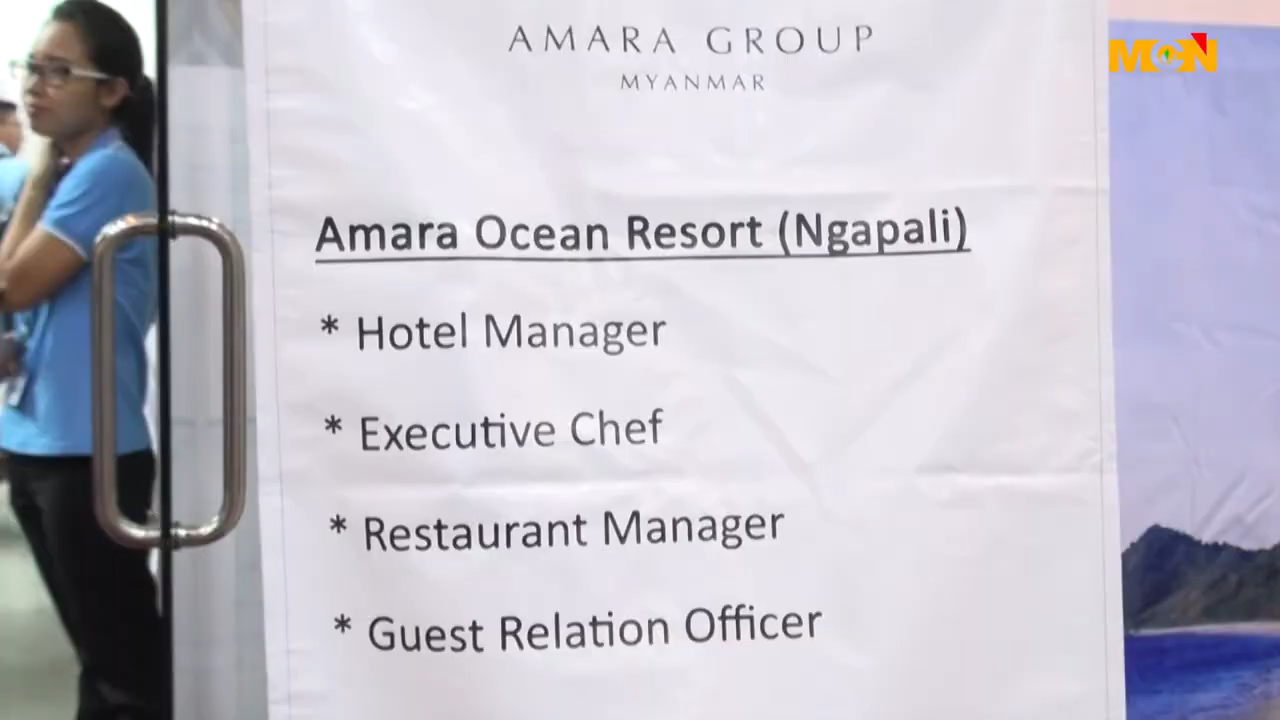 AMARA GROUP
MYANMAR
MCN
Amara Ocean Resort (Ngapali)
* Hotel Manager
* Executive Chef
* Restaurant Manager
* Guest Relation Officer